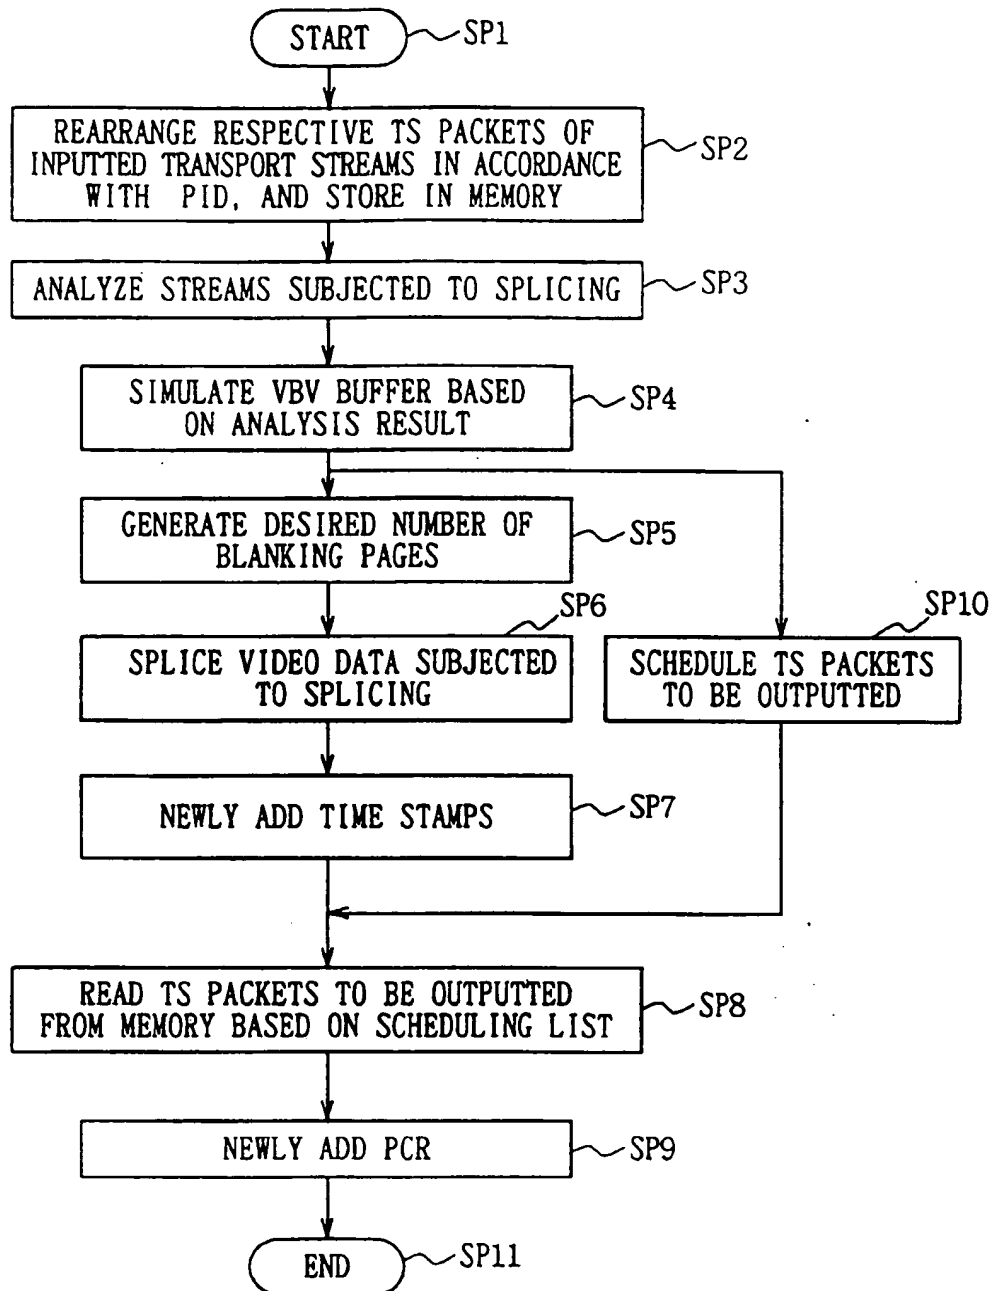 START
SP1
REARRANGE RESPECTIVE TS PACKETS OF
INPUTTED TRANSPORT STREAMS IN ACCORDANCE
WITH PID, AND STORE IN MEMORY
SP2
ANALYZE STREAMS SUBJECTED TO SPLICING
SP3
SIMULATE VBV BUFFER BASED
ON ANALYSIS RESULT
SP4
GENERATE DESIRED NUMBER OF
BLANKING PAGES
SP5
SP6
SPLICE VIDEO DATA SUBJECTED
TO SPLICING
SP10
SCHEDULE TS PACKETS
TO BE OUTPUTTED
NEWLY ADD TIME STAMPS
SP7
READ TS PACKETS TO BE OUTPUTTED
FROM MEMORY BASED ON SCHEDULING LIST
SP8
NEWLY ADD PCR
SP9
END
SP11